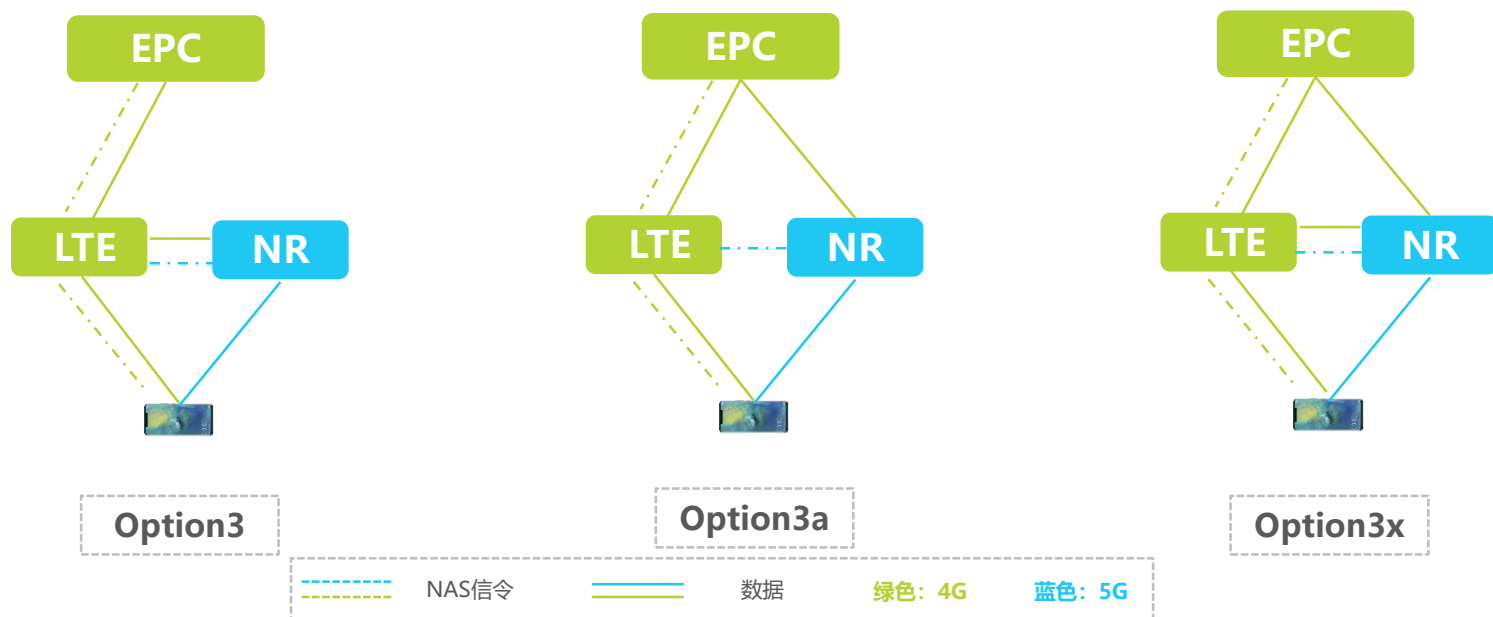 EPC
EPC
EPC
LTE
NR
LTE
NR
LTE
NR
Option3
Option3a
Option3x
NAS信令
数据
绿色：4G
蓝色：5G